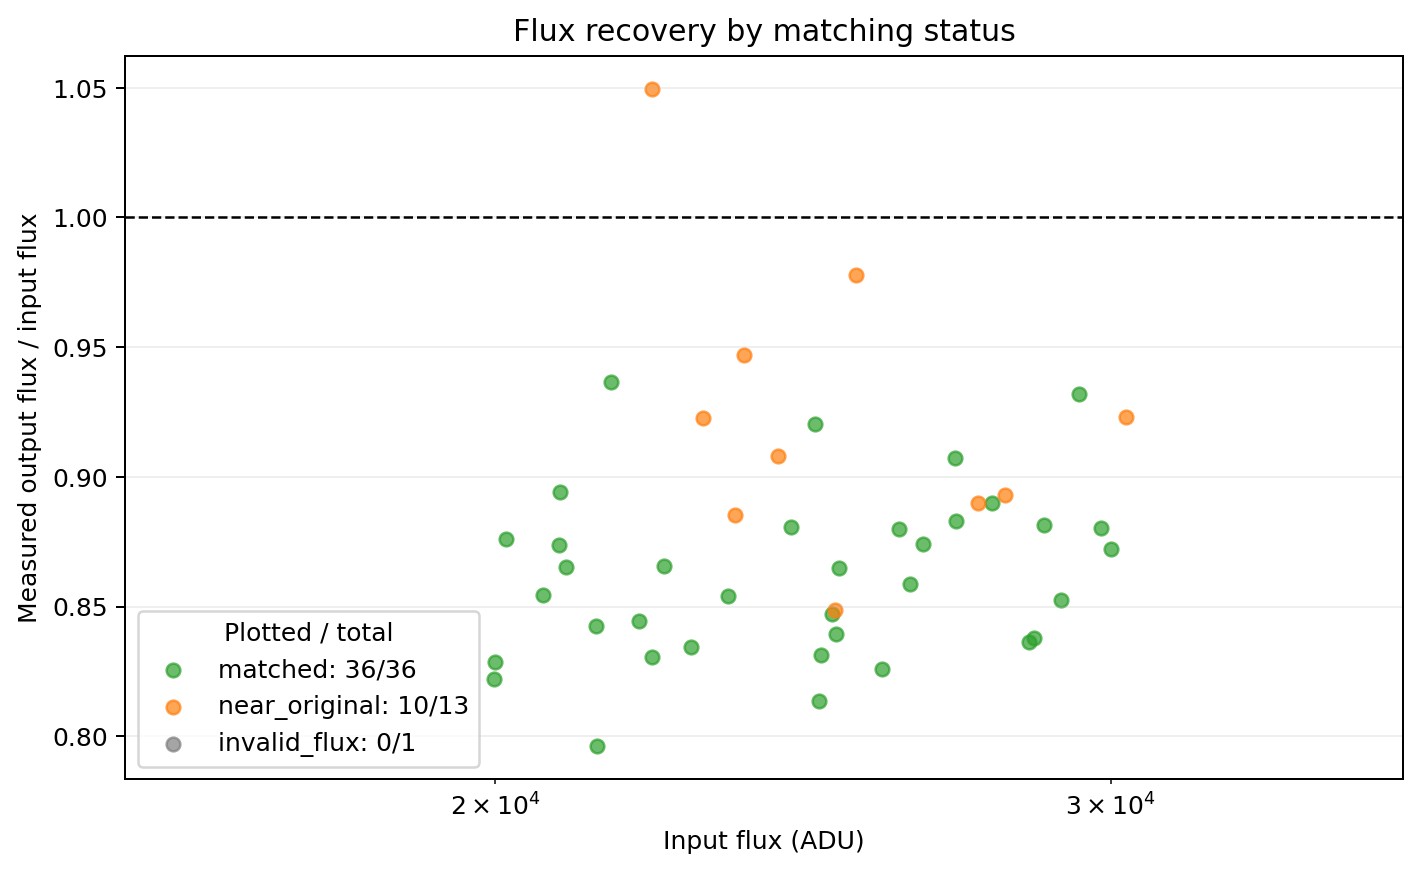 Flux recovery by matching status
Measured output flux / input flux
1.05
1.00
0.95
0.90
0.85
0.80
Plotted / total
matched: 36/36
near_original: 10/13
invalid_flux: 0/1
2 × 10⁴
3 × 10⁴
Input flux (ADU)